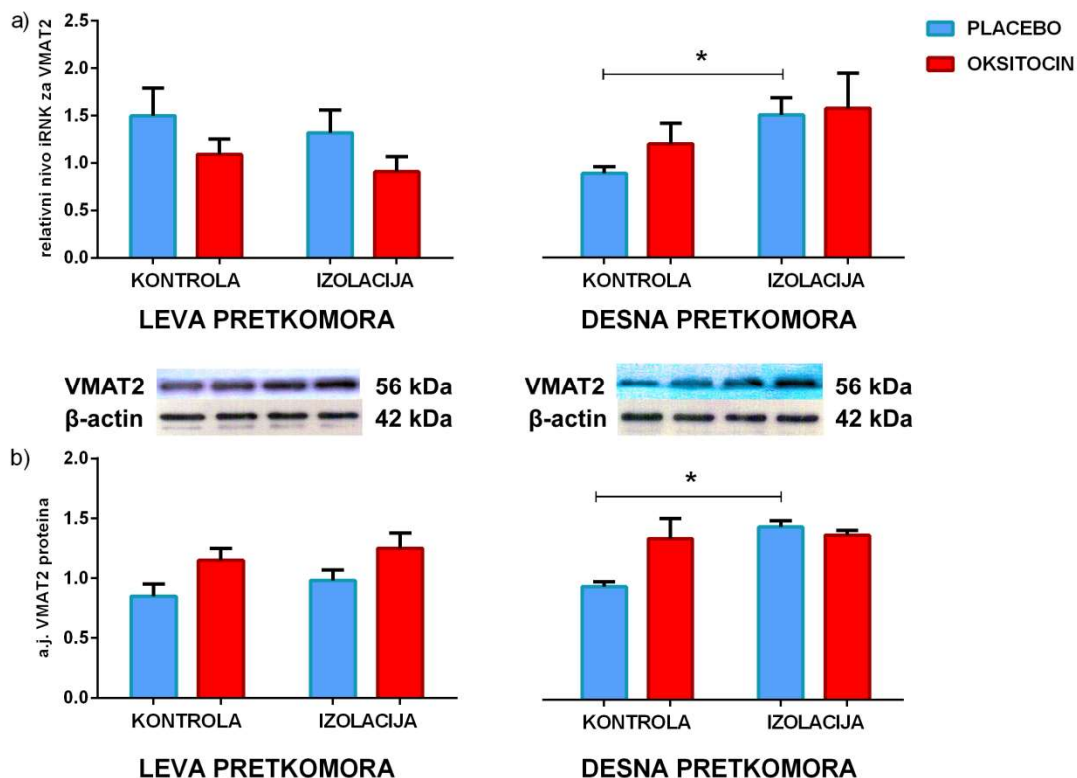 a)
relativni nivo iRNK za VMAT2
2.5
2.0
1.5
1.0
0.5
0.0
KONTROLA IZOLACIJA
LEVA PRETKOMORA
*
KONTROLA IZOLACIJA
DESNA PRETKOMORA
PLACEBO
OKSITOCIN
VMAT2 56 kDa
β-actin 42 kDa
VMAT2 56 kDa
β-actin 42 kDa
b)
a.j. VMAT2 proteina
2.0
1.5
1.0
0.5
0.0
KONTROLA IZOLACIJA
LEVA PRETKOMORA
*
KONTROLA IZOLACIJA
DESNA PRETKOMORA